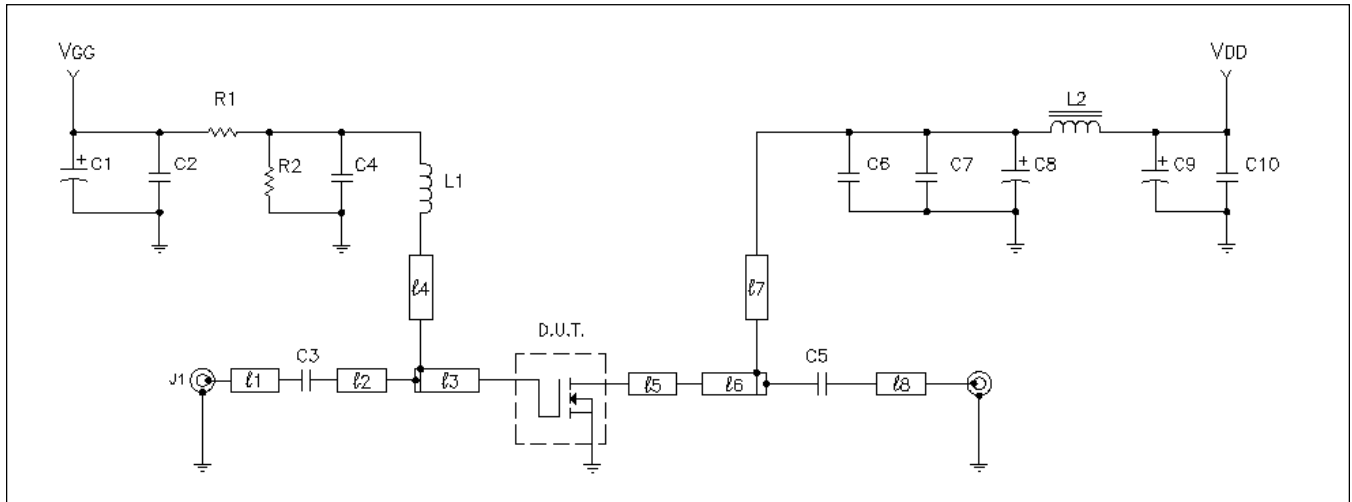 VGG
VDD
R1
L2
C1
C2
R2
C4
L1
C6
C7
C8
C9
C10
ℓ4
ℓ7
D.U.T.
J1
ℓ1
C3
ℓ2
ℓ3
ℓ5
ℓ6
C5
ℓ8